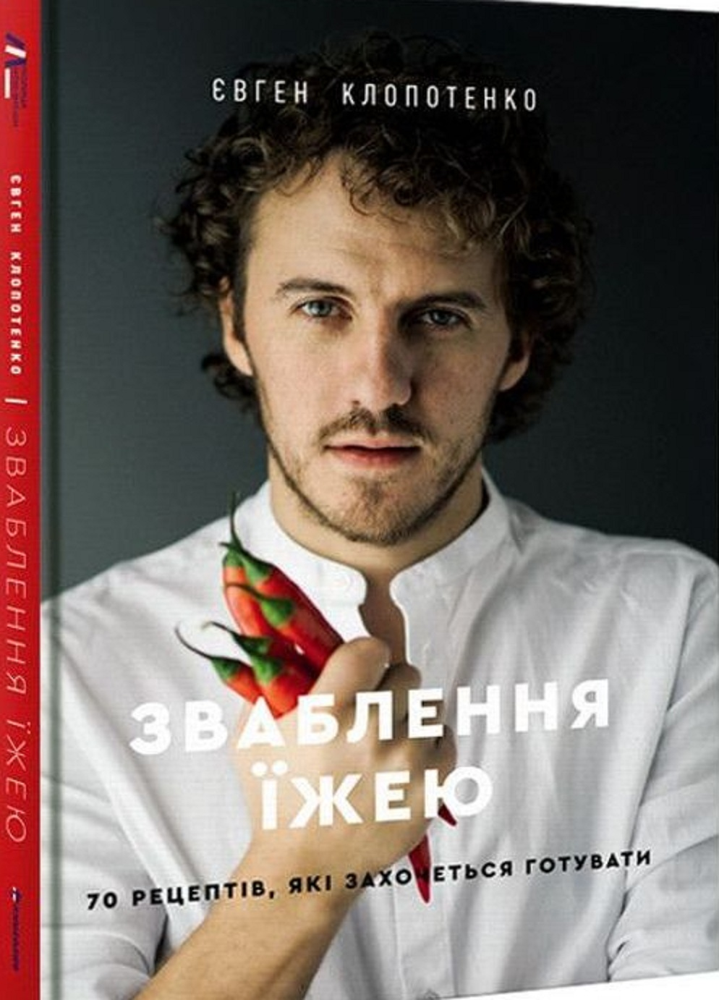 ЄВГЕН КЛОПОТЕНКО
ЗВАБЛЕННЯ
ЇЖЕЮ
70 РЕЦЕПТІВ, ЯКІ ЗАХОЧЕТЬСЯ ГОТУВАТИ
ЄВГЕН КЛОПОТЕНКО | ЗВАБЛЕННЯ ЇЖЕЮ